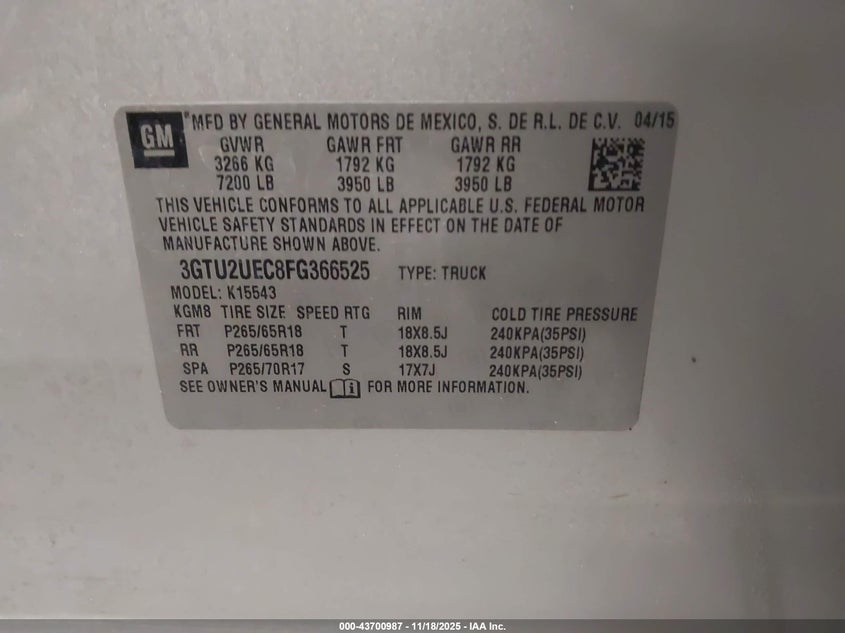 GM
MFD BY GENERAL MOTORS DE MEXICO, S. DE R.L. DE C.V. 04/15
GVWR GAWR FRT GAWR RR
3266 KG 1792 KG 1792 KG
7200 LB 3950 LB 3950 LB
THIS VEHICLE CONFORMS TO ALL APPLICABLE U.S. FEDERAL MOTOR
VEHICLE SAFETY STANDARDS IN EFFECT ON THE DATE OF
MANUFACTURE SHOWN ABOVE.
3GTU2UEC8FG366525 TYPE: TRUCK
MODEL: K15543
KGM8 TIRE SIZE SPEED RTG RIM COLD TIRE PRESSURE
FRT P265/65R18 T 18X8.5J 240KPA(35PSI)
RR P265/65R18 T 18X8.5J 240KPA(35PSI)
SPA P265/70R17 S 17X7J 240KPA(35PSI)
SEE OWNER'S MANUAL FOR MORE INFORMATION.
000-43700987 - 11/18/2025 - IAA Inc.